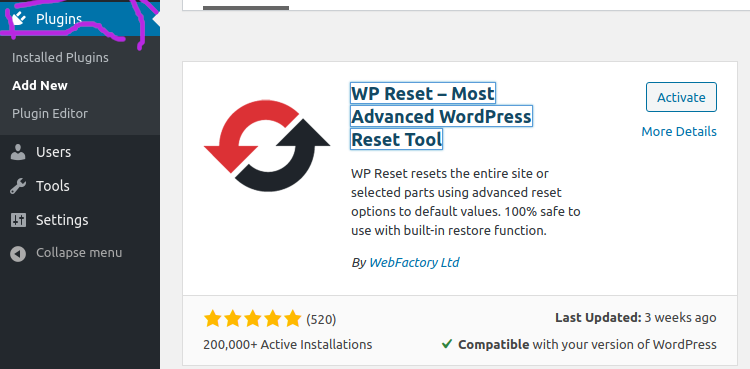 Plugins
Installed Plugins
Add New
Plugin Editor
Users
Tools
Settings
Collapse menu
WP Reset – Most
Advanced WordPress
Reset Tool
Activate
More Details
WP Reset resets the entire site or
selected parts using advanced reset
options to default values. 100% safe to
use with built-in restore function.
By WebFactory Ltd
(520)
Last Updated: 3 weeks ago
200,000+ Active Installations
Compatible with your version of WordPress